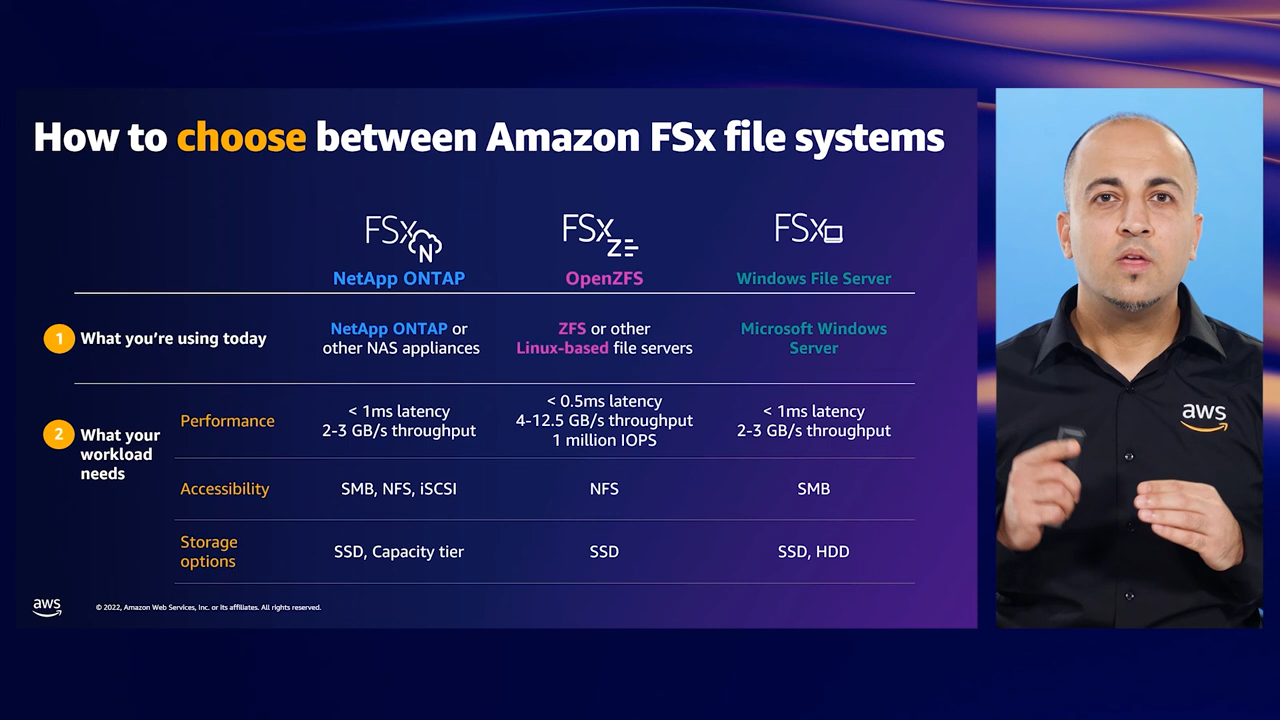 How to choose between Amazon FSx file systems
FSx N
FSx Z
FSx
NetApp ONTAP
OpenZFS
Windows File Server
1
What you're using today
NetApp ONTAP or
other NAS appliances
ZFS or other
Linux-based file servers
Microsoft Windows
Server
2
What your
workload
needs
Performance
< 1ms latency
2-3 GB/s throughput
< 0.5ms latency
4-12.5 GB/s throughput
1 million IOPS
< 1ms latency
2-3 GB/s throughput
Accessibility
SMB, NFS, iSCSI
NFS
SMB
Storage
options
SSD, Capacity tier
SSD
SSD, HDD
aws
© 2022, Amazon Web Services, Inc. or its affiliates. All rights reserved.
aws